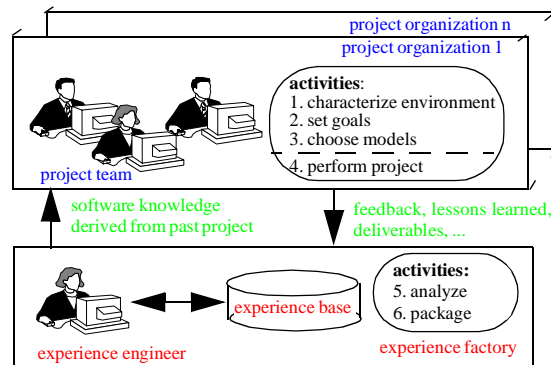 project organization n
project organization 1
activities:
1. characterize environment
2. set goals
3. choose models
4. perform project
project team
software knowledge
derived from past project
feedback, lessons learned,
deliverables, ...
activities:
5. analyze
6. package
experience base
experience engineer
experience factory